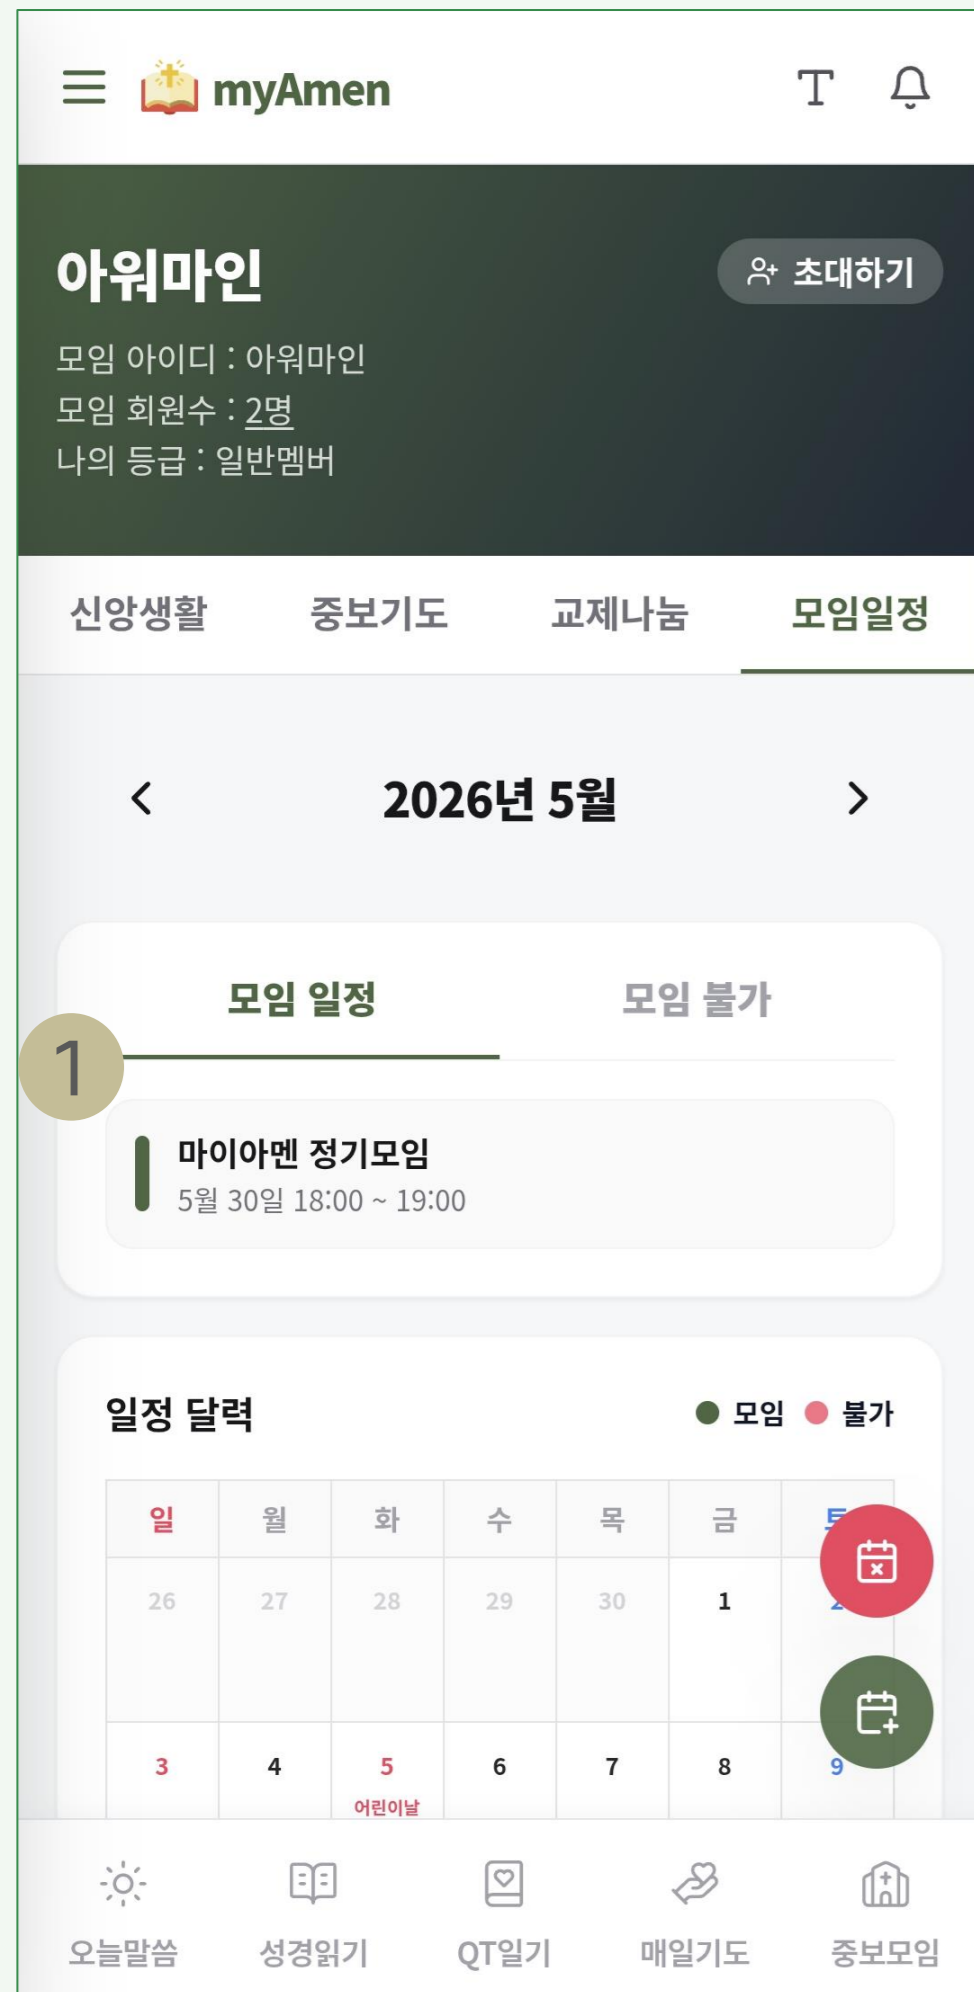 myAmen
아워마인
초대하기
모임 아이디 : 아워마인
모임 회원수 : 2명
나의 등급 : 일반멤버
신앙생활 중보기도 교제나눔 모임일정
2026년 5월
모임 일정 모임 불가
1
마이아멘 정기모임
5월 30일 18:00 ~ 19:00
일정 달력 모임 불가
일 월 화 수 목 금
26 27 28 29 30 1
3 4 5 6 7 8 9
어린이날
오늘말씀 성경읽기 QT일기 매일기도 중보모임